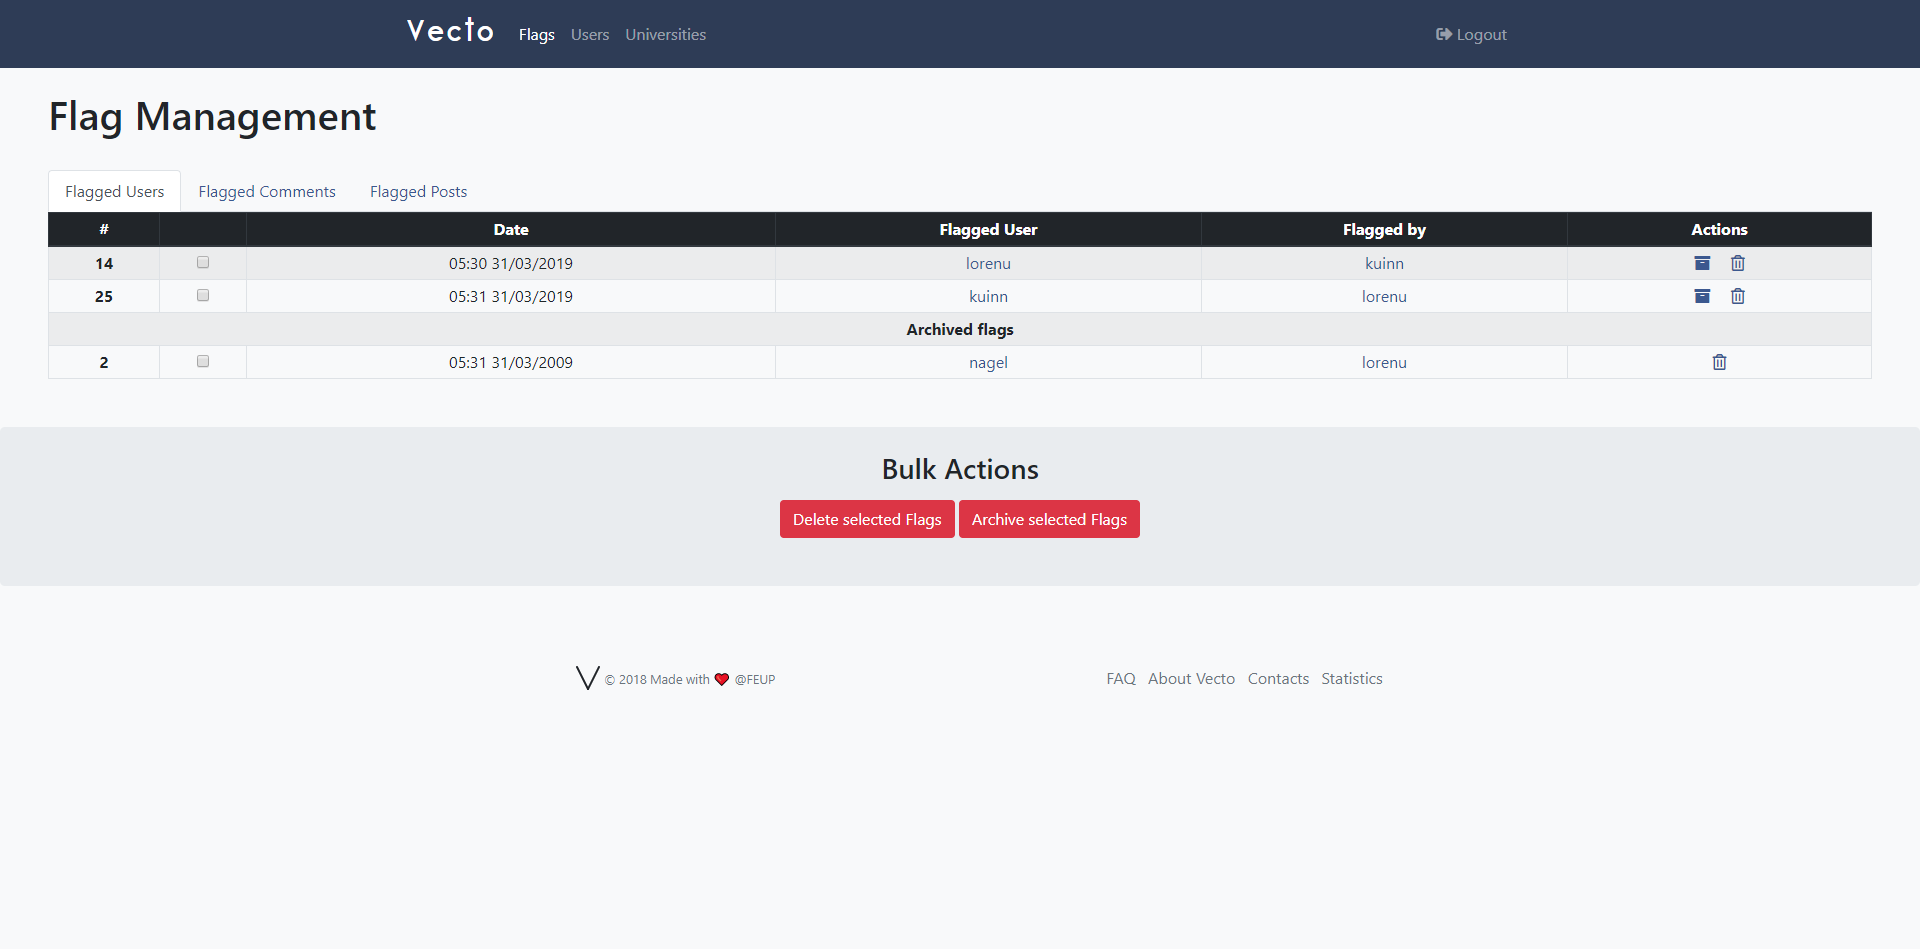 Vecto Flags Users Universities Logout
Flag Management
Flagged Users Flagged Comments Flagged Posts
# Date Flagged User Flagged by Actions
14 05:30 31/03/2019 lorenu kuinn
25 05:31 31/03/2019 kuinn lorenu
Archived flags
2 05:31 31/03/2009 nagel lorenu
Bulk Actions
Delete selected Flags Archive selected Flags
V © 2018 Made with ❤ @FEUP FAQ About Vecto Contacts Statistics